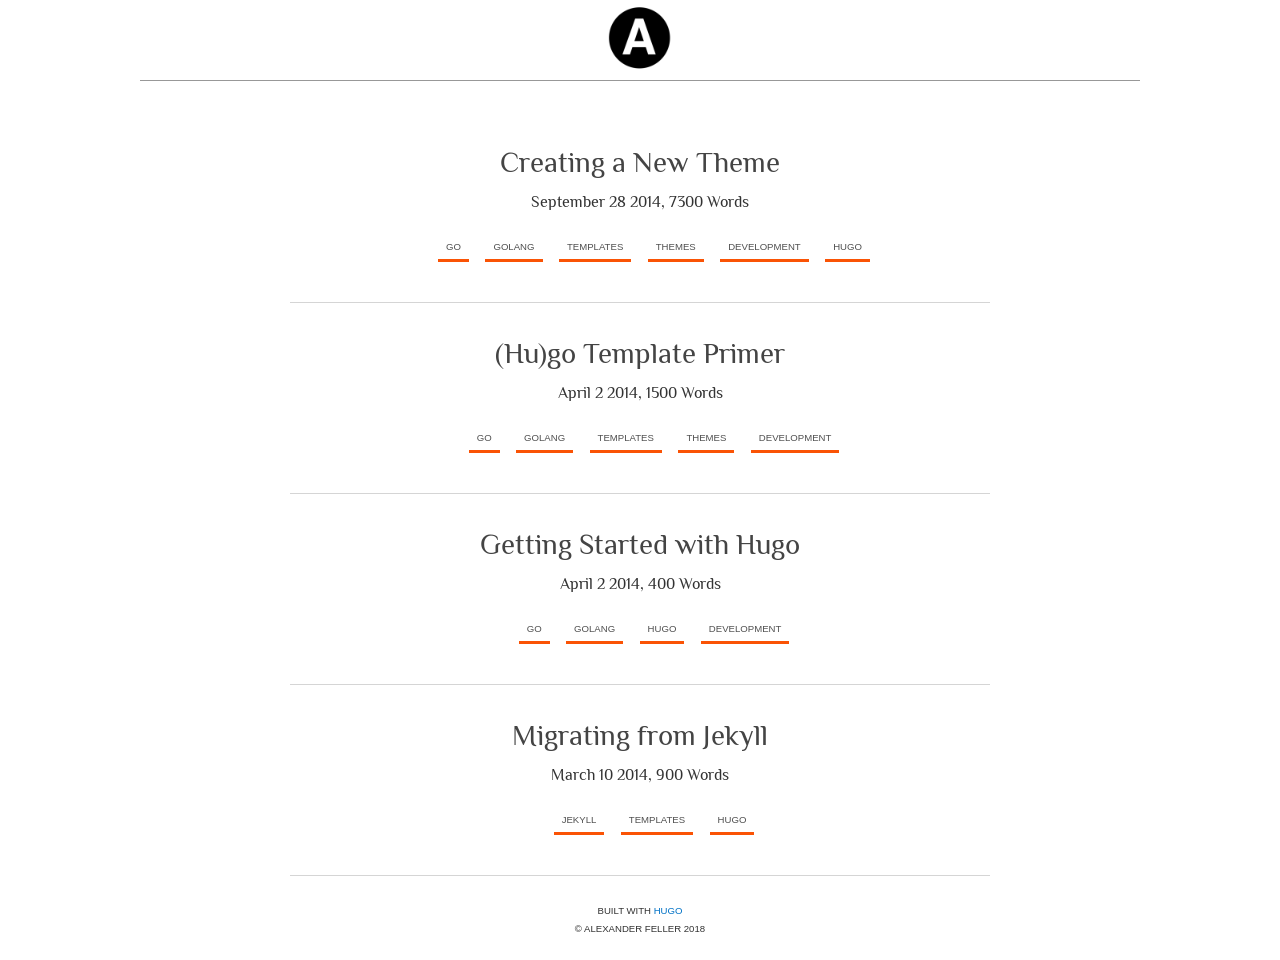 A
Creating a New Theme
September 28 2014, 7300 Words
GO GOLANG TEMPLATES THEMES DEVELOPMENT HUGO
(Hu)go Template Primer
April 2 2014, 1500 Words
GO GOLANG TEMPLATES THEMES DEVELOPMENT
Getting Started with Hugo
April 2 2014, 400 Words
GO GOLANG HUGO DEVELOPMENT
Migrating from Jekyll
March 10 2014, 900 Words
JEKYLL TEMPLATES HUGO
BUILT WITH HUGO
© ALEXANDER FELLER 2018